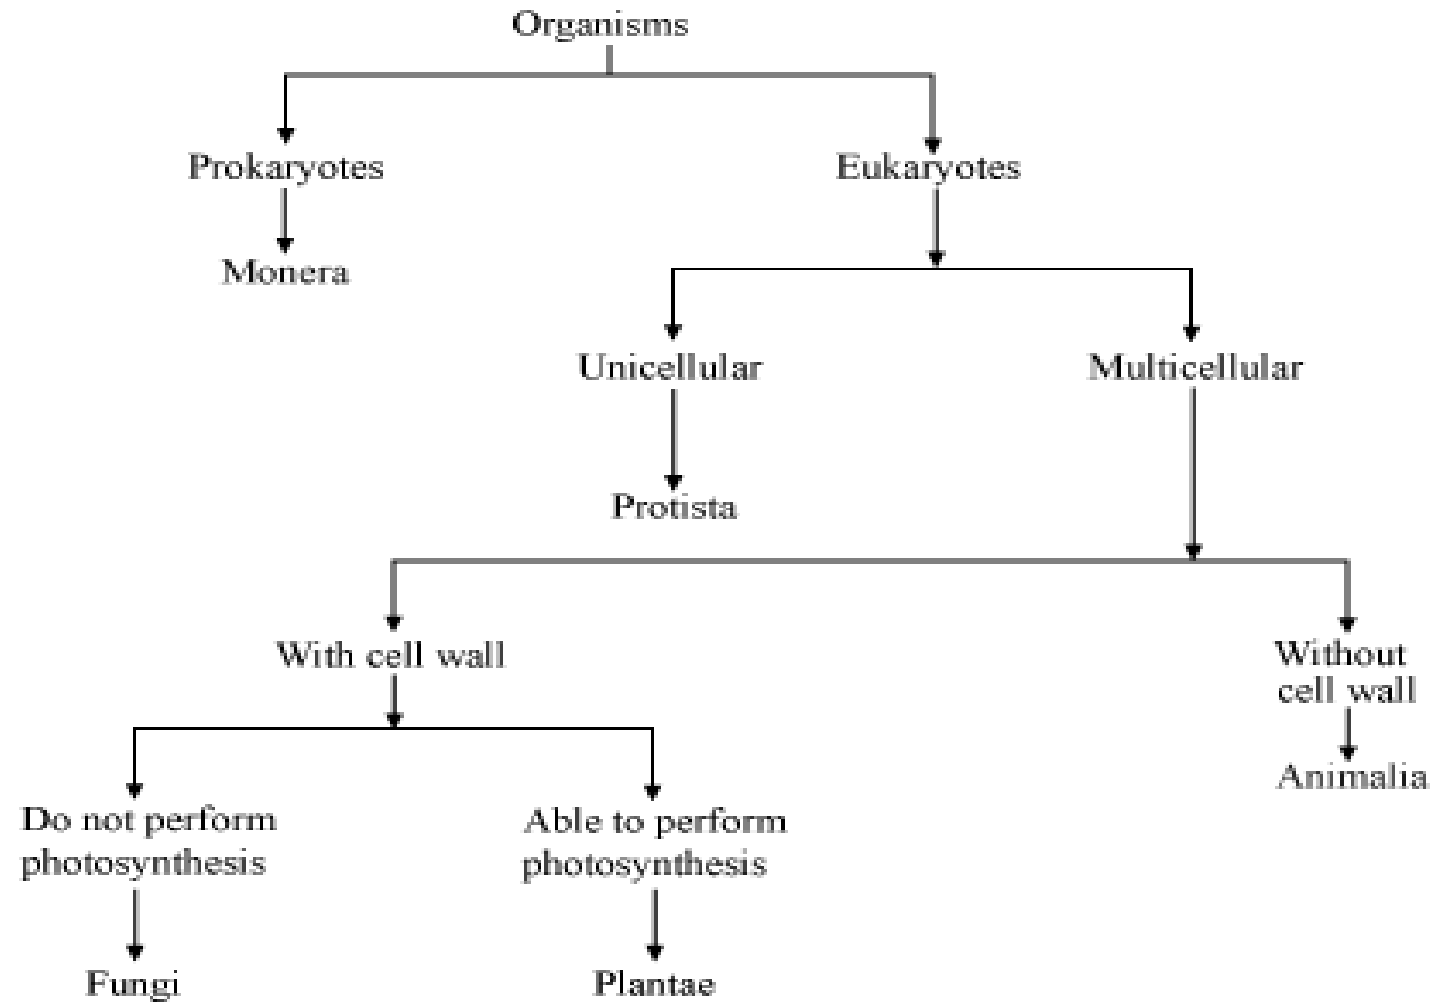 Organisms
Prokaryotes
Eukaryotes
Monera
Unicellular
Multicellular
Protista
With cell wall
Without
cell wall
Animalia
Do not perform
photosynthesis
Able to perform
photosynthesis
Fungi
Plantae